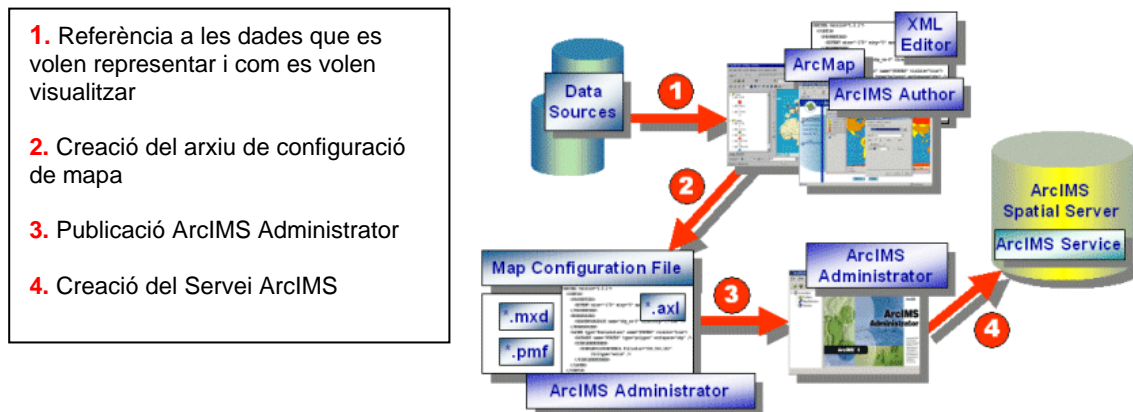 1. Referència a les dades que es
volen representar i com es volen
visualitzar
2. Creació del arxiu de configuració
de mapa
3. Publicació ArcIMS Administrator
4. Creació del Servei ArcIMS
XML
Editor
ArcMap
ArcIMS Author
Data
Sources
1
2
ArcIMS
Spatial Server
ArcIMS Service
Map Configuration File
*.mxd
*.axl
*.pmf
ArcIMS Administrator
3
ArcIMS
Administrator
ArcIMS
Administrator
4